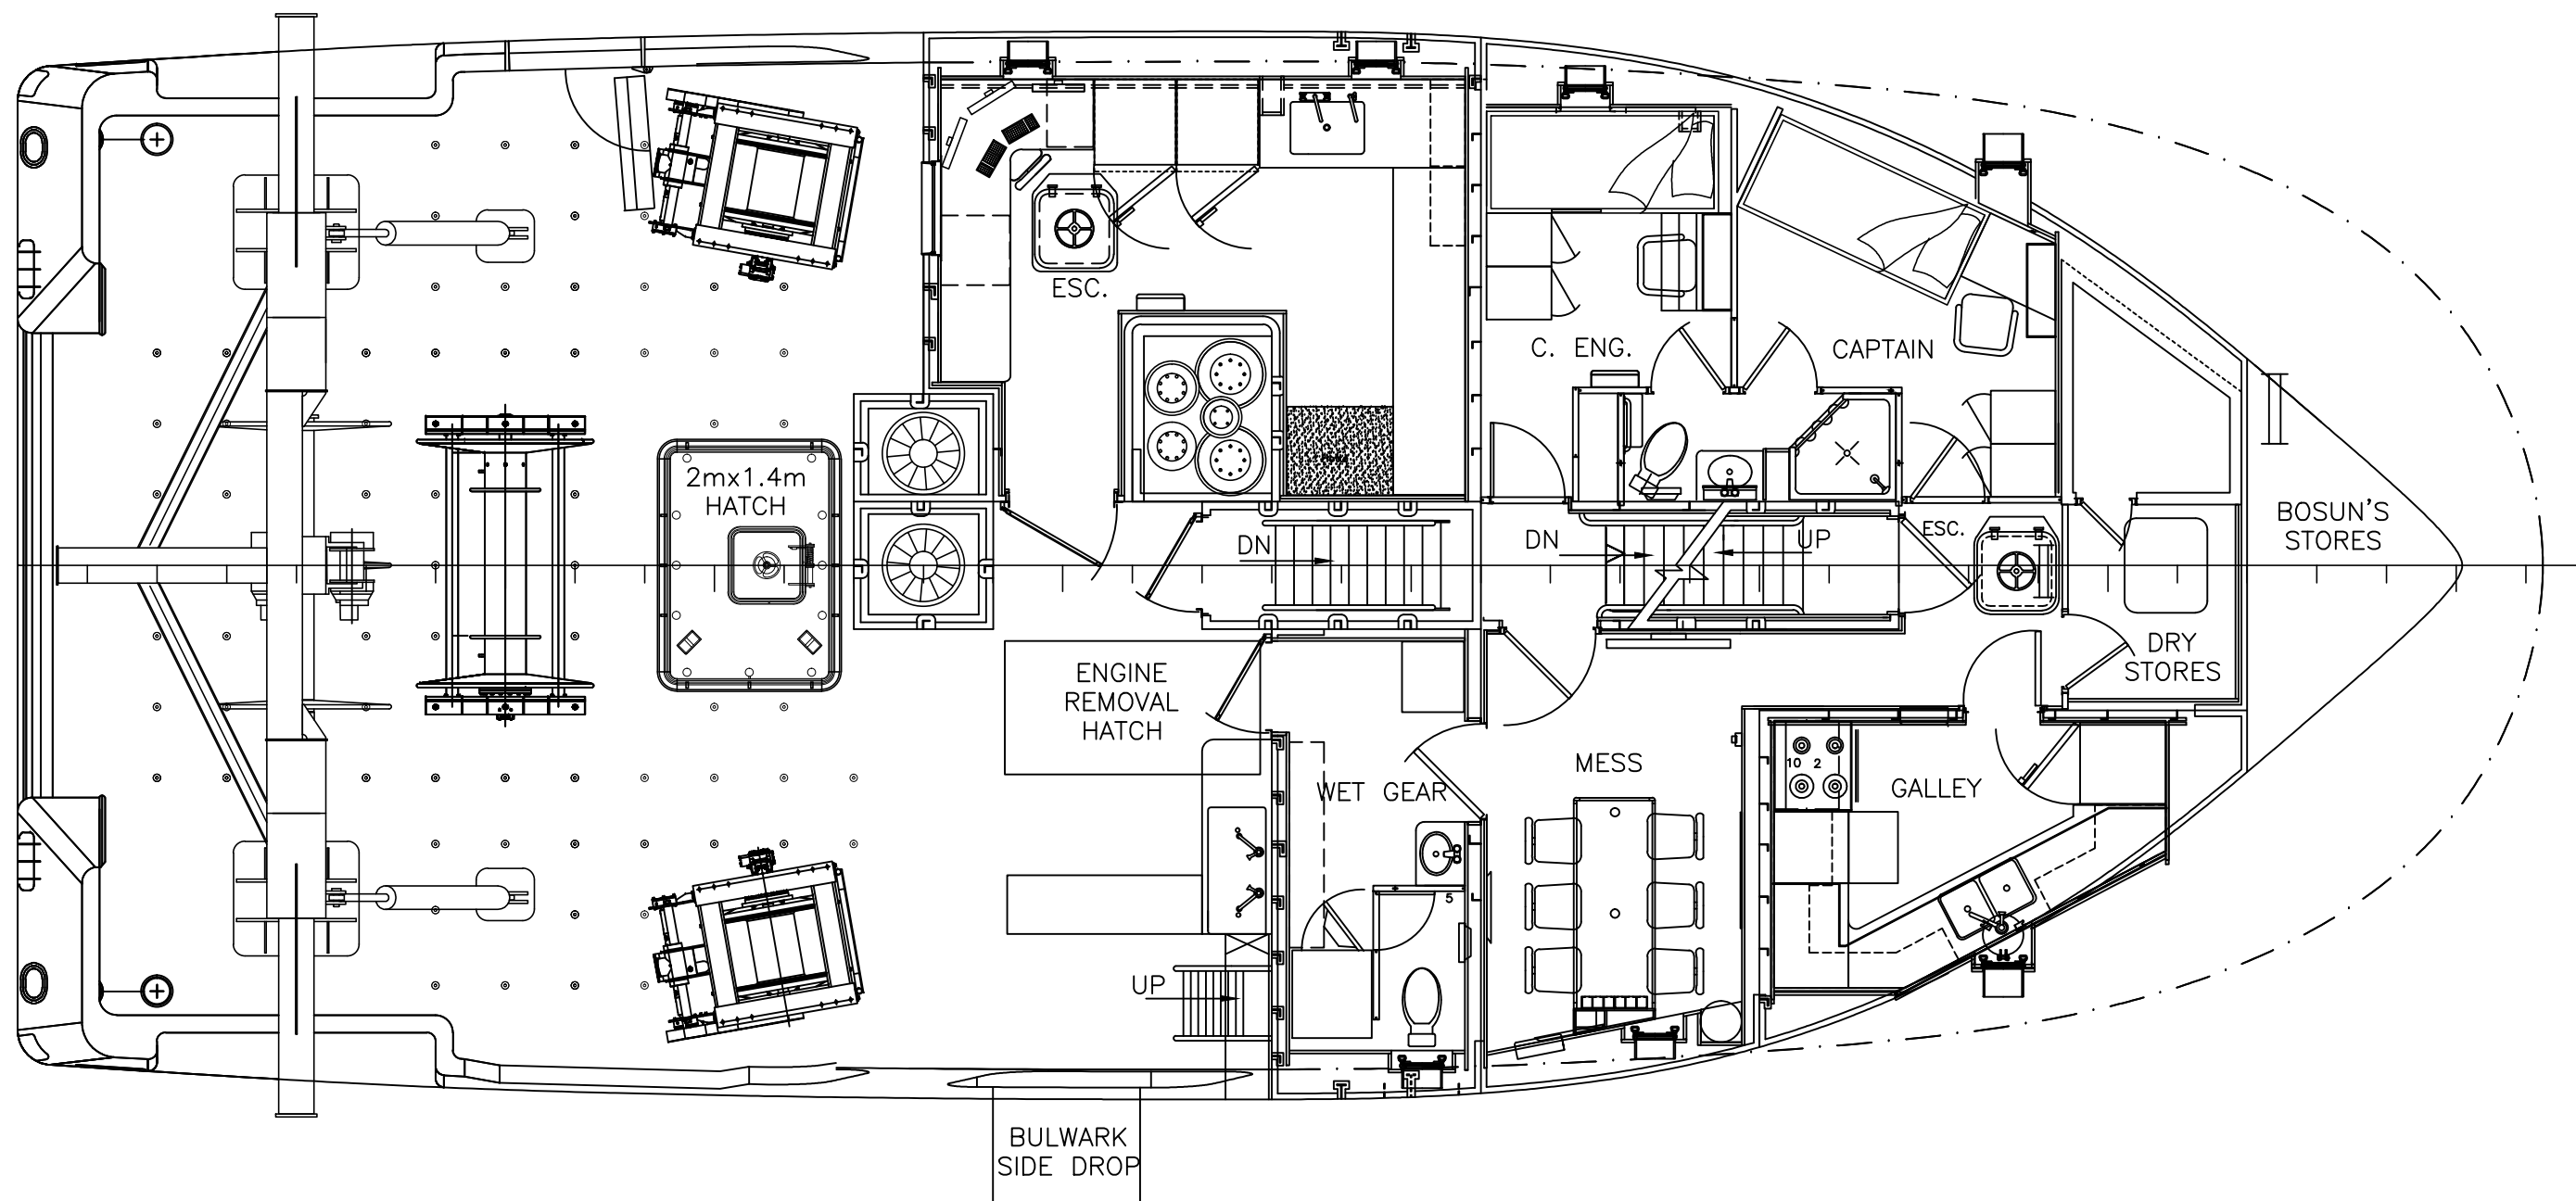 ESC.
C. ENG.
CAPTAIN
2mx1.4m
HATCH
DN
DN
UP
ESC.
BOSUN'S
STORES
DRY
STORES
ENGINE
REMOVAL
HATCH
WET GEAR
MESS
10 2
GALLEY
5
UP
BULWARK
SIDE DROP